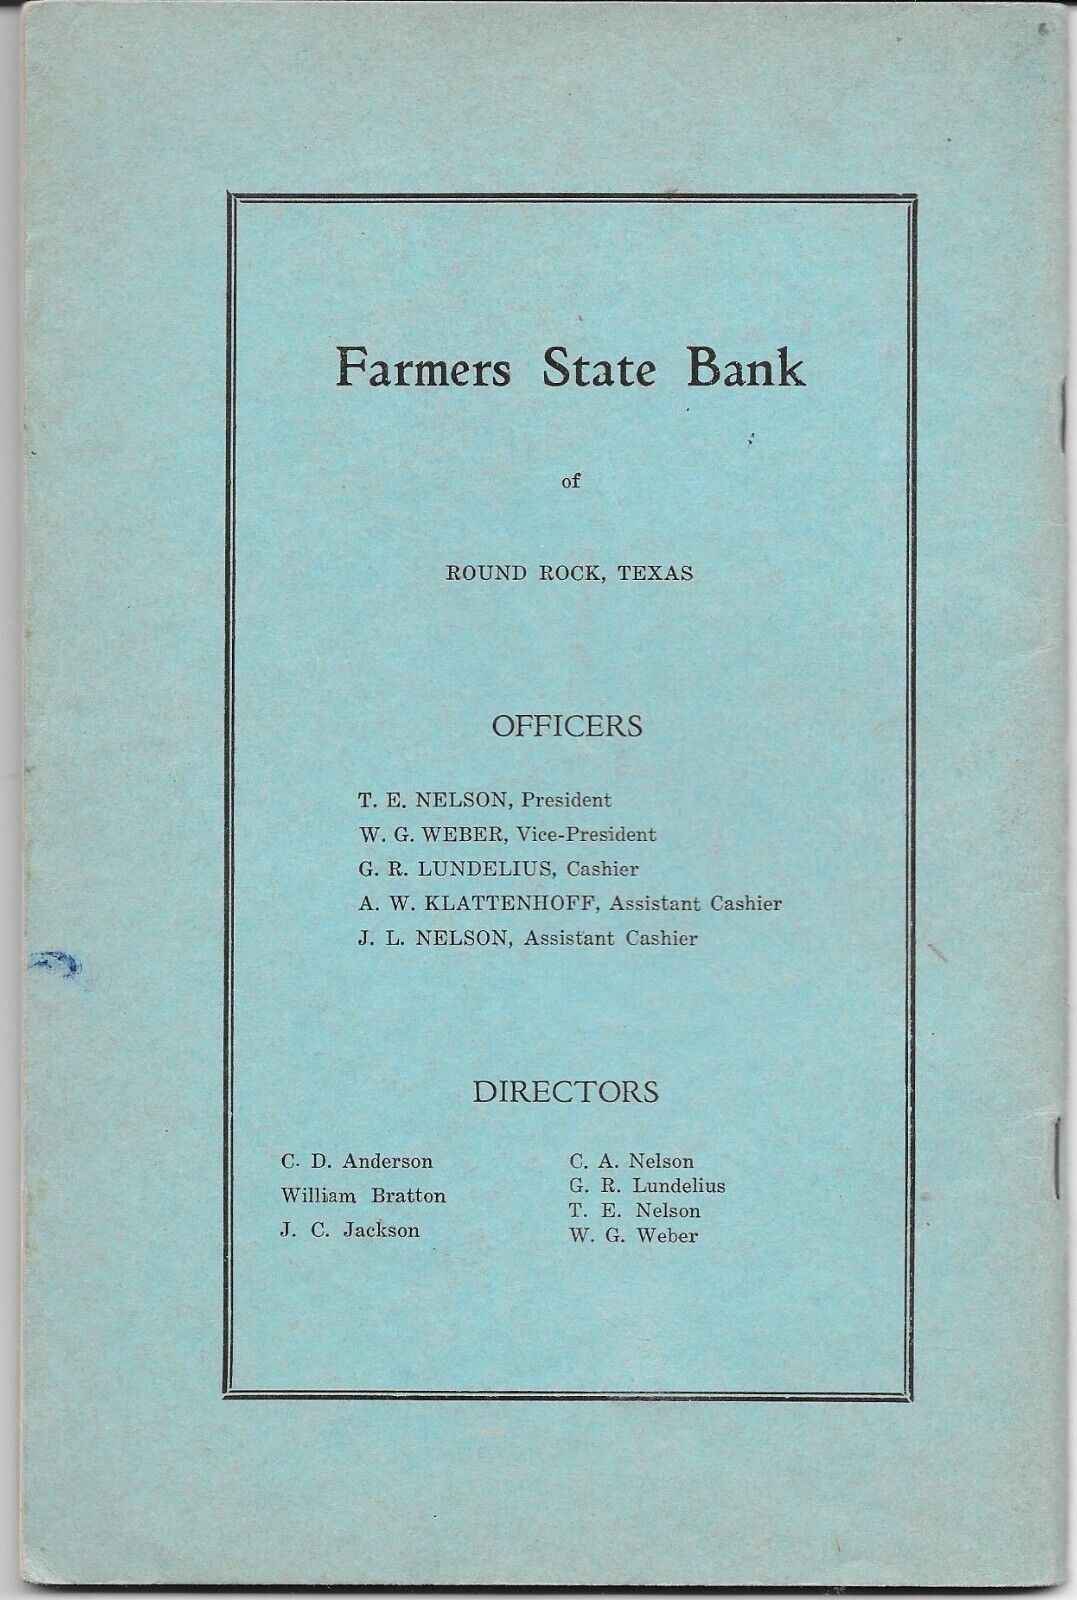 Farmers State Bank
of
ROUND ROCK, TEXAS
OFFICERS
T. E. NELSON, President
W. G. WEBER, Vice-President
G. R. LUNDELIUS, Cashier
A. W. KLATTENHOFF, Assistant Cashier
J. L. NELSON, Assistant Cashier
DIRECTORS
C. D. Anderson
William Bratton
J. C. Jackson
C. A. Nelson
G. R. Lundelius
T. E. Nelson
W. G. Weber